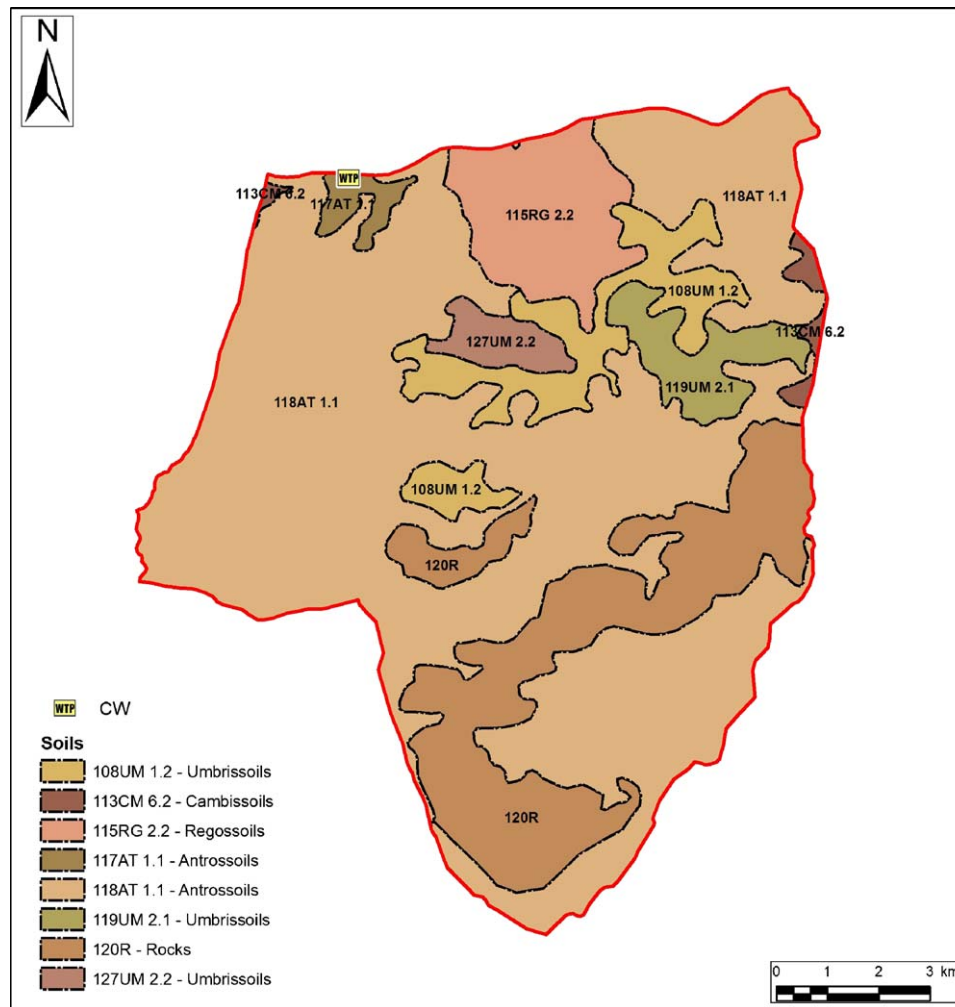 N
WTP
113CM 6.2
117AT 1.1
118AT 1.1
115RG 2.2
108UM 1.2
127UM 2.2
113CM 6.2
119UM 2.1
118AT 1.1
108UM 1.2
120R
120R
WTP CW
Soils
108UM 1.2 - Umbrissoils
113CM 6.2 - Cambissoils
115RG 2.2 - Regossoils
117AT 1.1 - Antrossoils
118AT 1.1 - Antrossoils
119UM 2.1 - Umbrissoils
120R - Rocks
127UM 2.2 - Umbrissoils
0 1 2 3 km